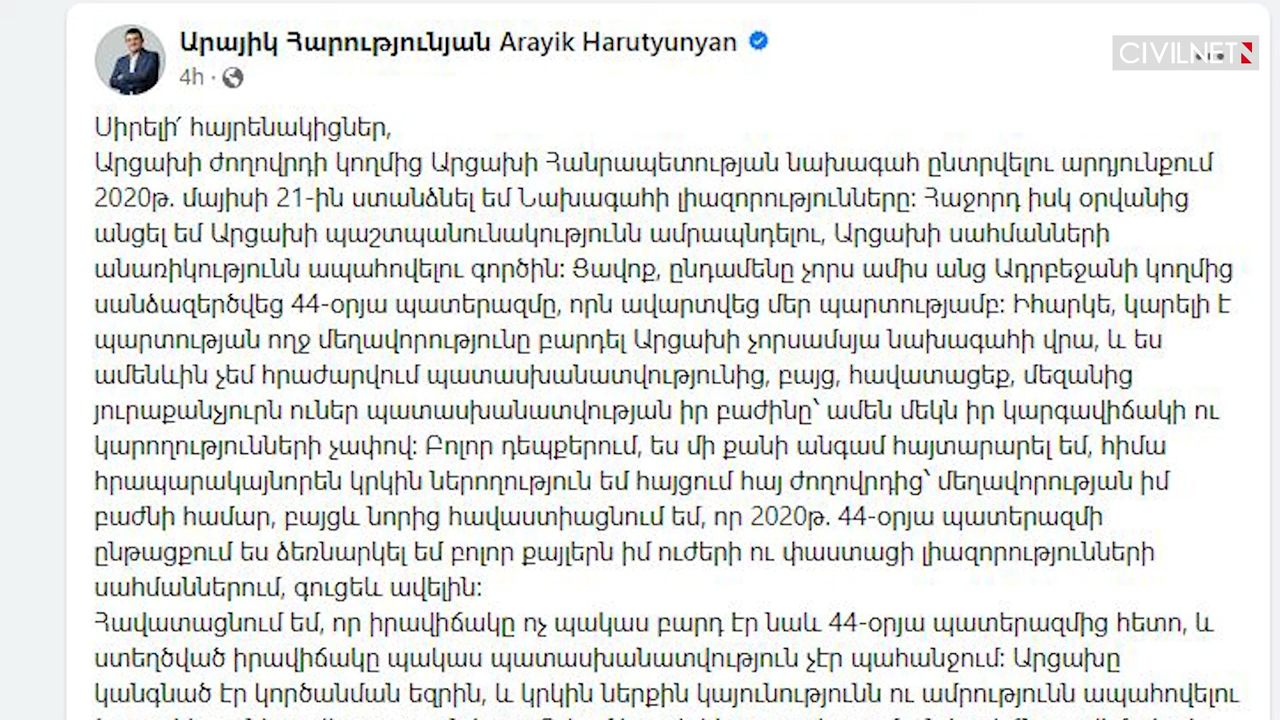 Արայիկ Հարությունյան Arayik Harutyunyan
CIVILNET
4h ·
Սիրելի՛ հայրենակիցներ,
Արցախի ժողովրդի կողմից Արցախի Հանրապետության նախագահ ընտրվելու արդյունքում
2020թ. մայիսի 21-ին ստանձնել եմ Նախագահի լիազորությունները: Հաջորդ իսկ օրվանից
անցել եմ Արցախի պաշտպանունակությունն ամրապնդելու, Արցախի սահմանների
անառիկությունն ապահովելու գործին: Ցավոք, ընդամենը չորս ամիս անց Ադրբեջանի կողմից
սանձազերծվեց 44-օրյա պատերազմը, որն ավարտվեց մեր պարտությամբ: Իհարկե, կարելի է
պարտության ողջ մեղավորությունը բարդել Արցախի չորսամսյա նախագահի վրա, և ես
ամենևին չեմ հրաժարվում պատասխանատվությունից, բայց, հավատացեք, մեզանից
յուրաքանչյուրն ուներ պատասխանատվության իր բաժինը՝ ամեն մեկն իր կարգավիճակի ու
կարողությունների չափով: Բոլոր դեպքերում, ես մի քանի անգամ հայտարարել եմ, հիմա
հրապարակայնորեն կրկին ներողություն եմ հայցում հայ ժողովրդից՝ մեղավորության իմ
բաժնի համար, բայցև նորից հավաստիացնում եմ, որ 2020թ. 44-օրյա պատերազմի
ընթացքում ես ձեռնարկել եմ բոլոր քայլերն իմ ուժերի ու փաստացի լիազորությունների
սահմաններում, գուցեև ավելին:
Հավատացնում եմ, որ իրավիճակը ոչ պակաս բարդ էր նաև 44-օրյա պատերազմից հետո, և
ստեղծված իրավիճակը պակաս պատասխանատվություն չէր պահանջում: Արցախը
կանգնած էր կործանման եզրին, և կրկին ներքին կայունությունն ու ամրությունն ապահովելու